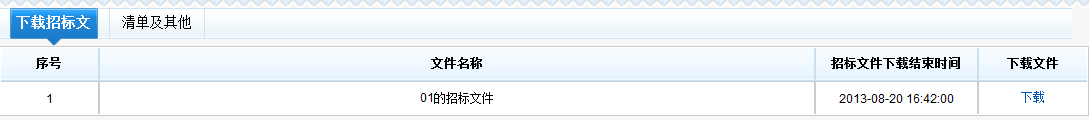 下载招标文 清单及其他
序号 文件名称 招标文件下载结束时间 下载文件
1 01的招标文件 2013-08-20 16:42:00 下载